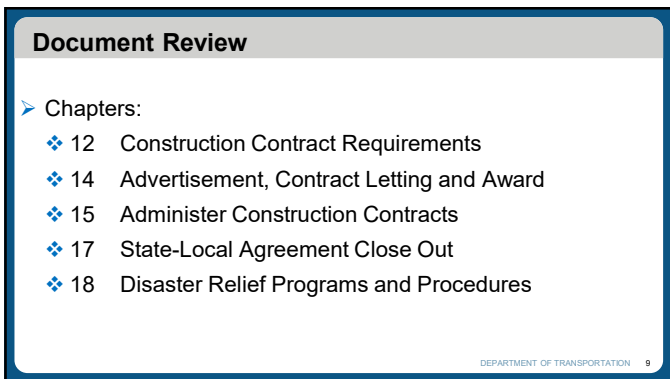 Document Review
Chapters:
12 Construction Contract Requirements
14 Advertisement, Contract Letting and Award
15 Administer Construction Contracts
17 State-Local Agreement Close Out
18 Disaster Relief Programs and Procedures
DEPARTMENT OF TRANSPORTATION 9